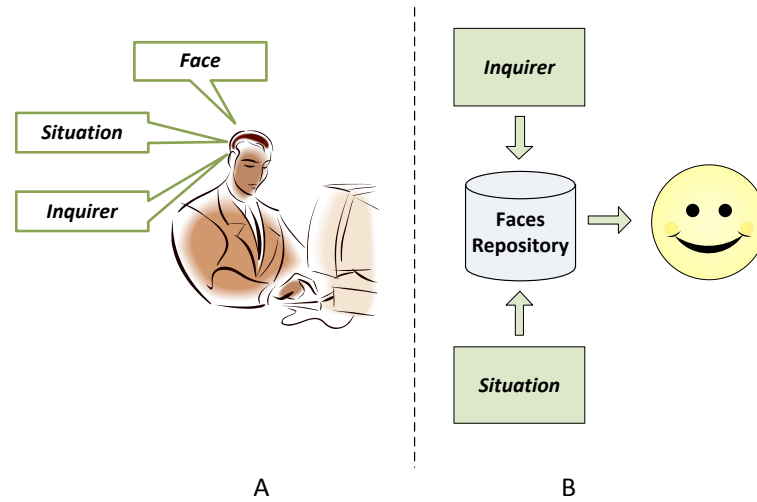 Face
Situation
Inquirer
A
Inquirer
Faces
Repository
Situation
B